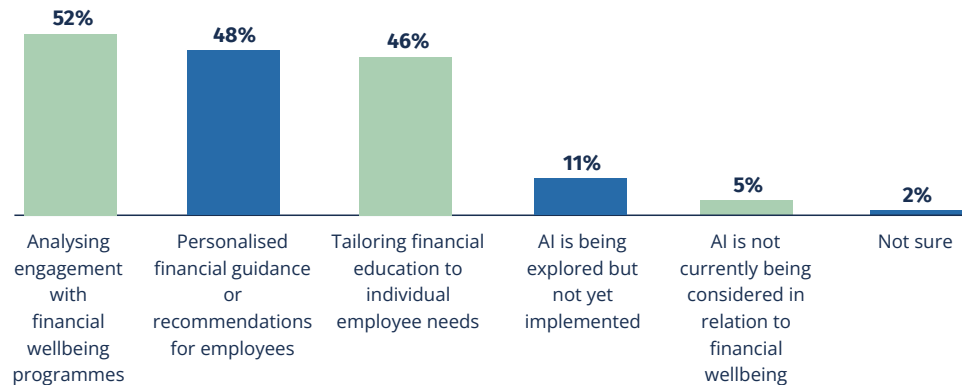 52%
48%
46%
11%
5%
2%
Analysing
engagement
with
financial
wellbeing
programmes
Personalised
financial guidance
or
recommendations
for employees
Tailoring financial
education to
individual
employee needs
AI is being
explored but
not yet
implemented
AI is not
currently being
considered in
relation to
financial
wellbeing
Not sure